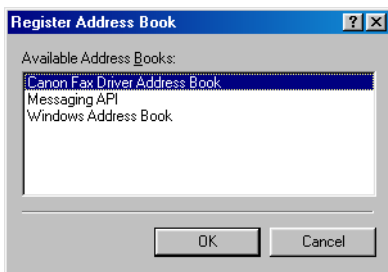 Register Address Book
Available Address Books:
Canon Fax Driver Address Book
Messaging API
Windows Address Book
OK
Cancel